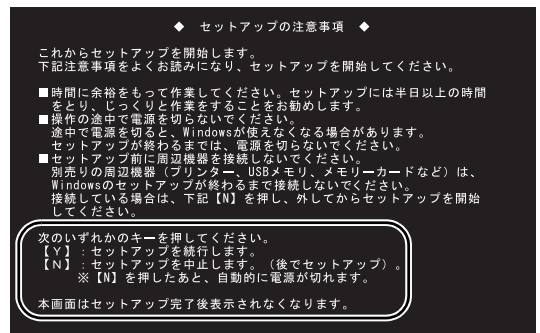 ◆ セットアップの注意事項 ◆
これからセットアップを開始します。
下記注意事項をよくお読みになり、セットアップを開始してください。
■時間に余裕をもって作業してください。セットアップには半日以上の時間
をとり、じっくりと作業をすることをお勧めします。
■操作の途中で電源を切らないでください。
途中で電源を切ると、Windowsが使えなくなる場合があります。
セットアップが終わるまでは、電源を切らないでください。
■セットアップ前に周辺機器を接続しないでください。
別売りの周辺機器（プリンター、USBメモリ、メモリーカードなど）は、
Windowsのセットアップが終わるまで接続しないでください。
接続している場合は、下記【N】を押し、外してからセットアップを開始
してください。
次のいずれかのキーを押してください。
【Y】：セットアップを続行します。
【N】：セットアップを中止します。（後でセットアップ）。
※【N】を押したあと、自動的に電源が切れます。
本画面はセットアップ完了後表示されなくなります。